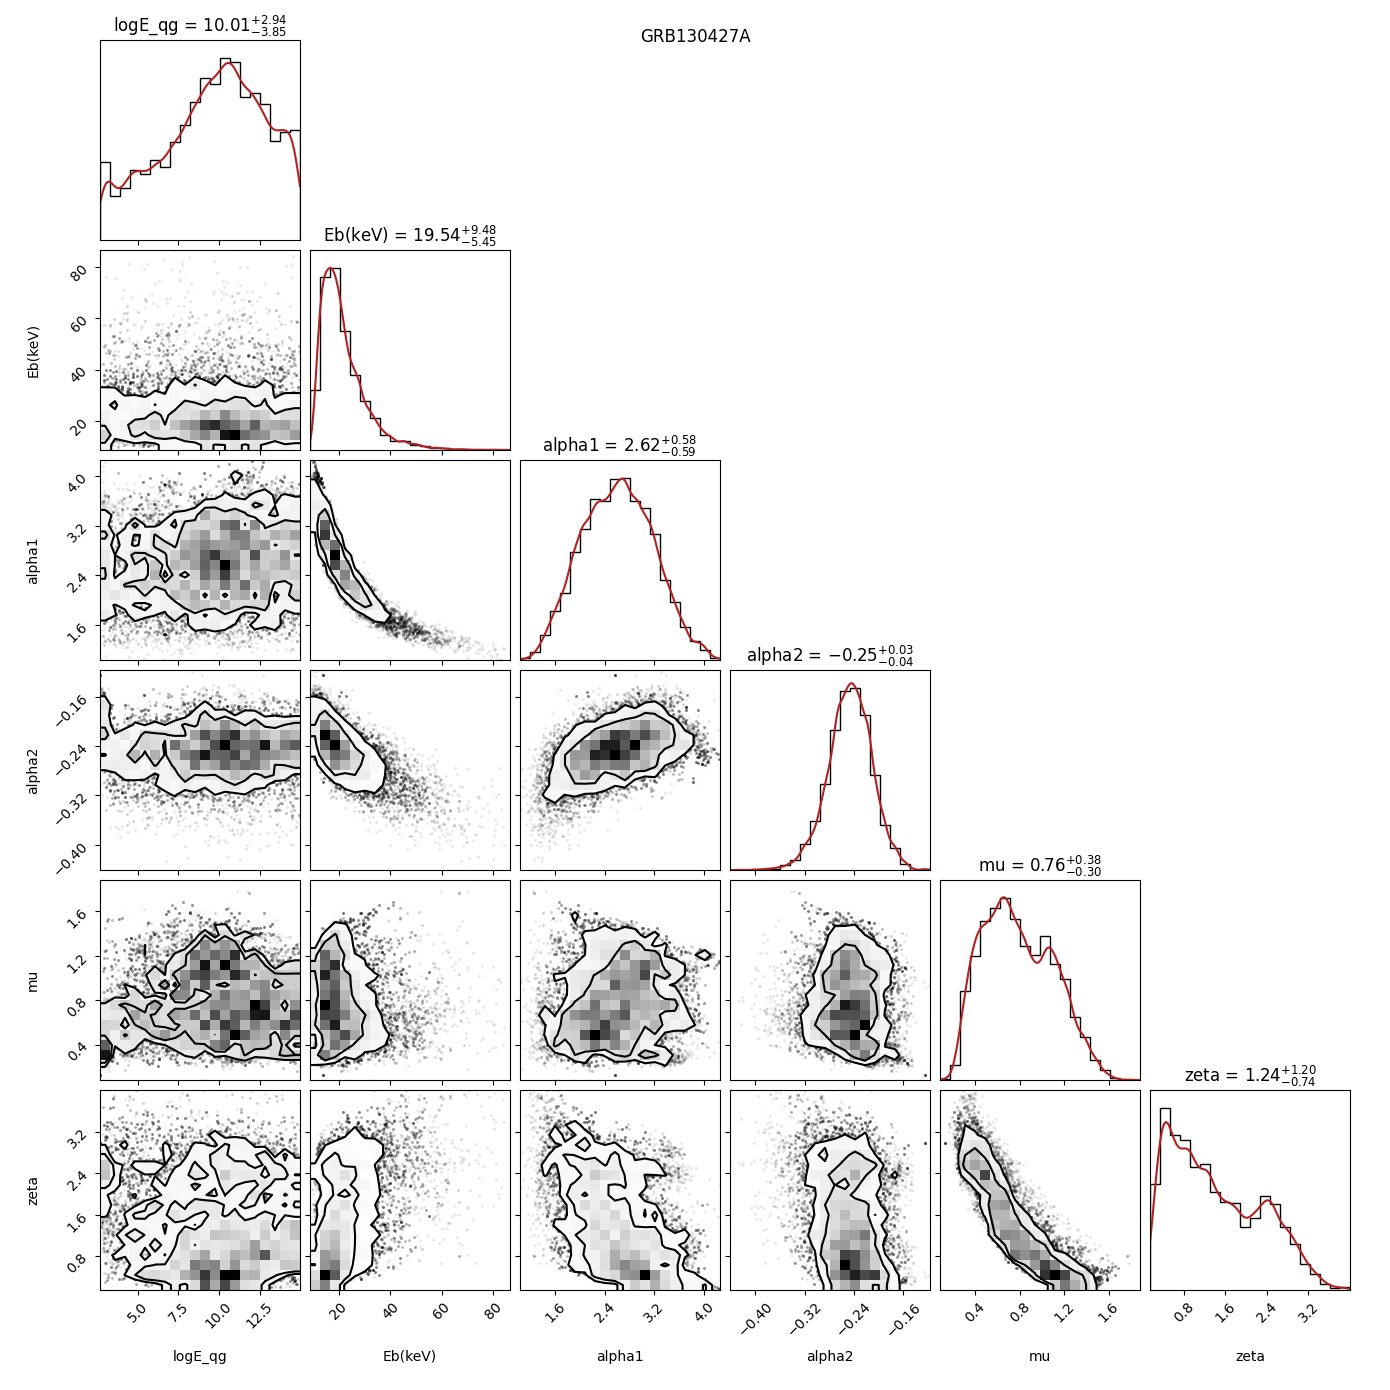 GRB130427A
logE_qg = 10.01+2.94−3.85
Eb(keV) = 19.54+9.48−5.45
80
60
40
20
Eb(keV)
alpha1 = 2.62+0.58−0.59
4.0
3.2
2.4
1.6
alpha1
alpha2 = −0.25+0.03−0.04
−0.16
−0.24
−0.32
−0.40
alpha2
mu = 0.76+0.38−0.30
1.6
1.2
0.8
0.4
mu
zeta = 1.24+1.20−0.74
3.2
2.4
1.6
0.8
zeta
5.0 7.5 10.0 12.5
20 40 60 80
1.6 2.4 3.2 4.0
−0.40 −0.32 −0.24 −0.16
0.4 0.8 1.2 1.6
0.8 1.6 2.4 3.2
logE_qg Eb(keV) alpha1 alpha2 mu zeta